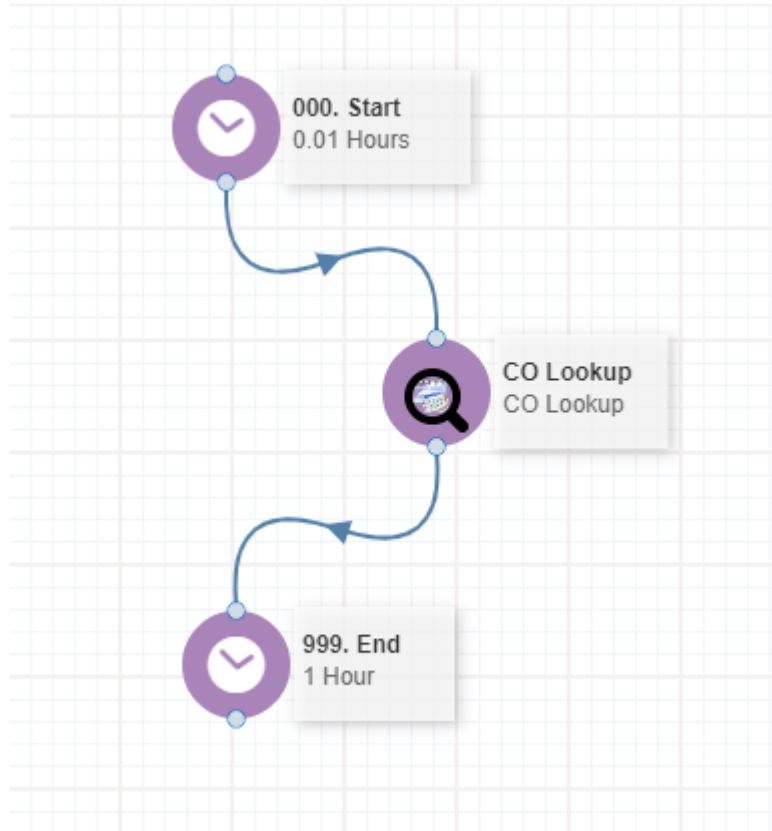 000. Start
0.01 Hours
CO Lookup
CO Lookup
999. End
1 Hour